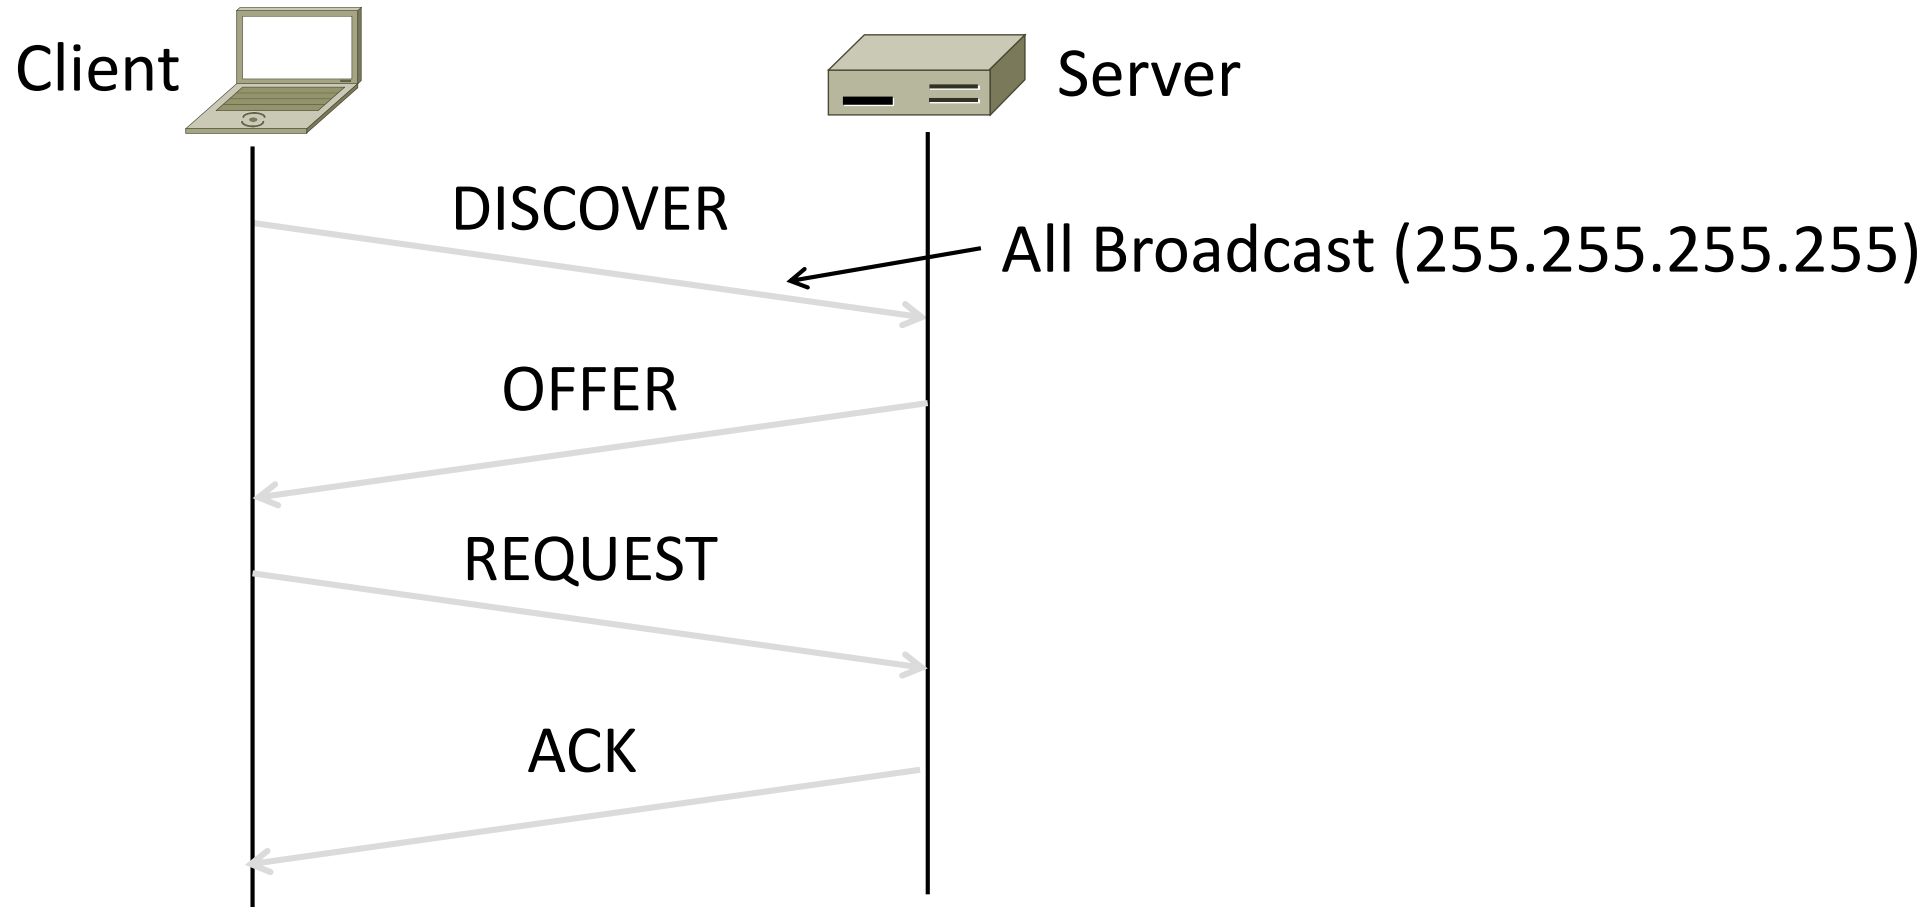 Client
Server
DISCOVER
All Broadcast (255.255.255.255)
OFFER
REQUEST
ACK